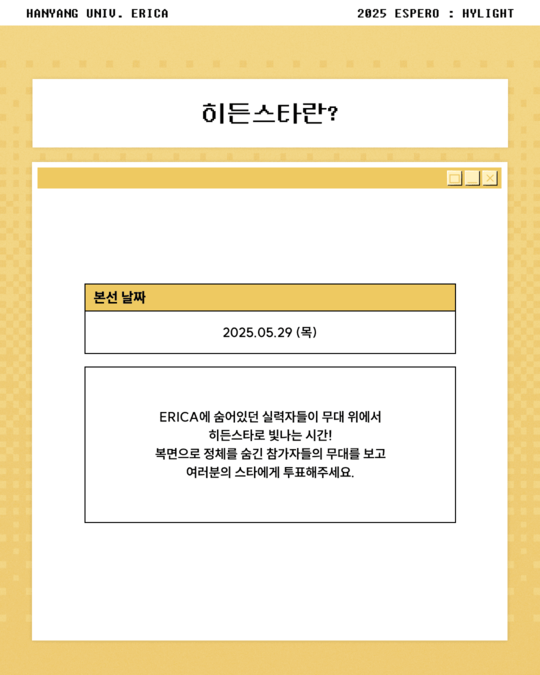 HANYANG UNIV. ERICA
2025 ESPERO : HYLIGHT
히든스타란?
본선 날짜
2025.05.29 (목)
ERICA에 숨어있던 실력자들이 무대 위에서
히든스타로 빛나는 시간!
복면으로 정체를 숨긴 참가자들의 무대를 보고
여러분의 스타에게 투표해주세요.